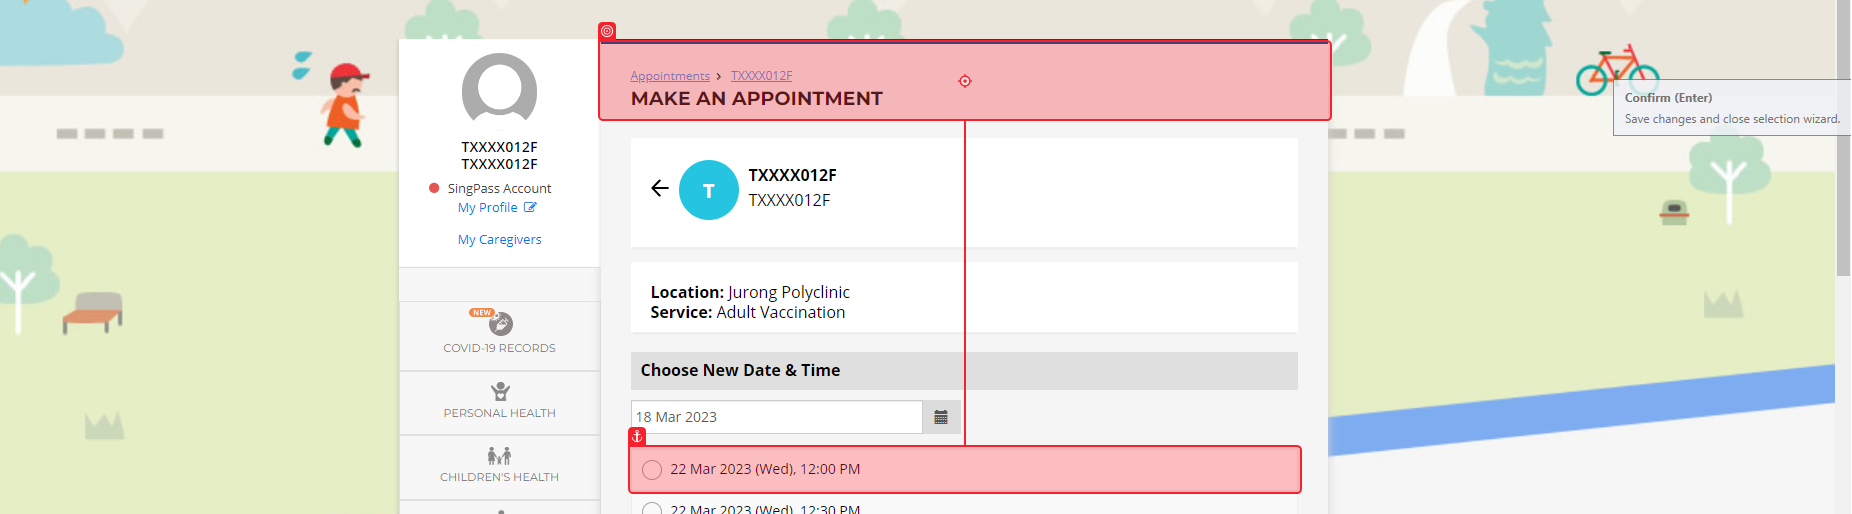 TXXXX012F
TXXXX012F
SingPass Account
My Profile
My Caregivers
NEW
COVID-19 RECORDS
PERSONAL HEALTH
CHILDREN'S HEALTH
Appointments > TXXXX012F
MAKE AN APPOINTMENT
T
TXXXX012F
TXXXX012F
Location: Jurong Polyclinic
Service: Adult Vaccination
Choose New Date & Time
18 Mar 2023
22 Mar 2023 (Wed), 12:00 PM
22 Mar 2023 (Wed), 12:30 PM
Confirm (Enter)
Save changes and close selection wizard.